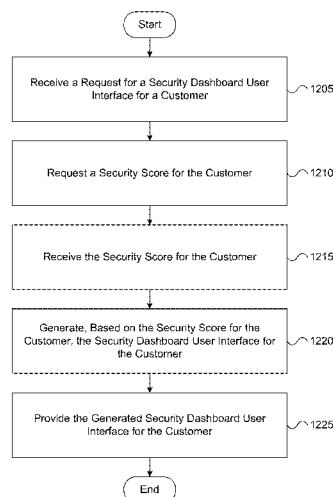 Start
Receive a Request for a Security Dashboard User
Interface for a Customer
1205
Request a Security Score for the Customer
1210
Receive the Security Score for the Customer
1215
Generate, Based on the Security Score for the
Customer, the Security Dashboard User Interface for
the Customer
1220
Provide the Generated Security Dashboard User
Interface for the Customer
1225
End